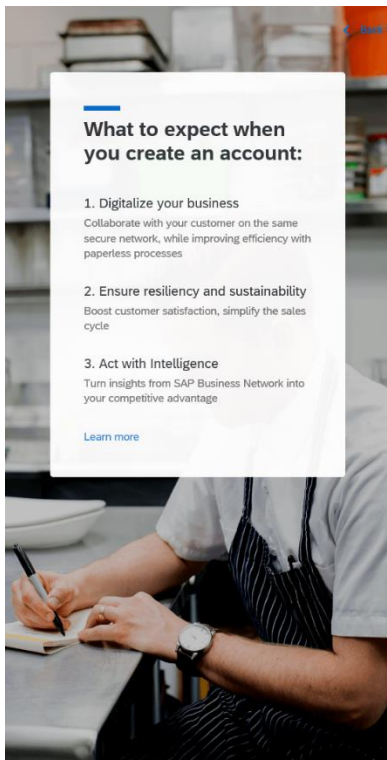 What to expect when
you create an account:
1. Digitalize your business
Collaborate with your customer on the same
secure network, while improving efficiency with
paperless processes
2. Ensure resiliency and sustainability
Boost customer satisfaction, simplify the sales
cycle
3. Act with Intelligence
Turn insights from SAP Business Network into
your competitive advantage
Learn more